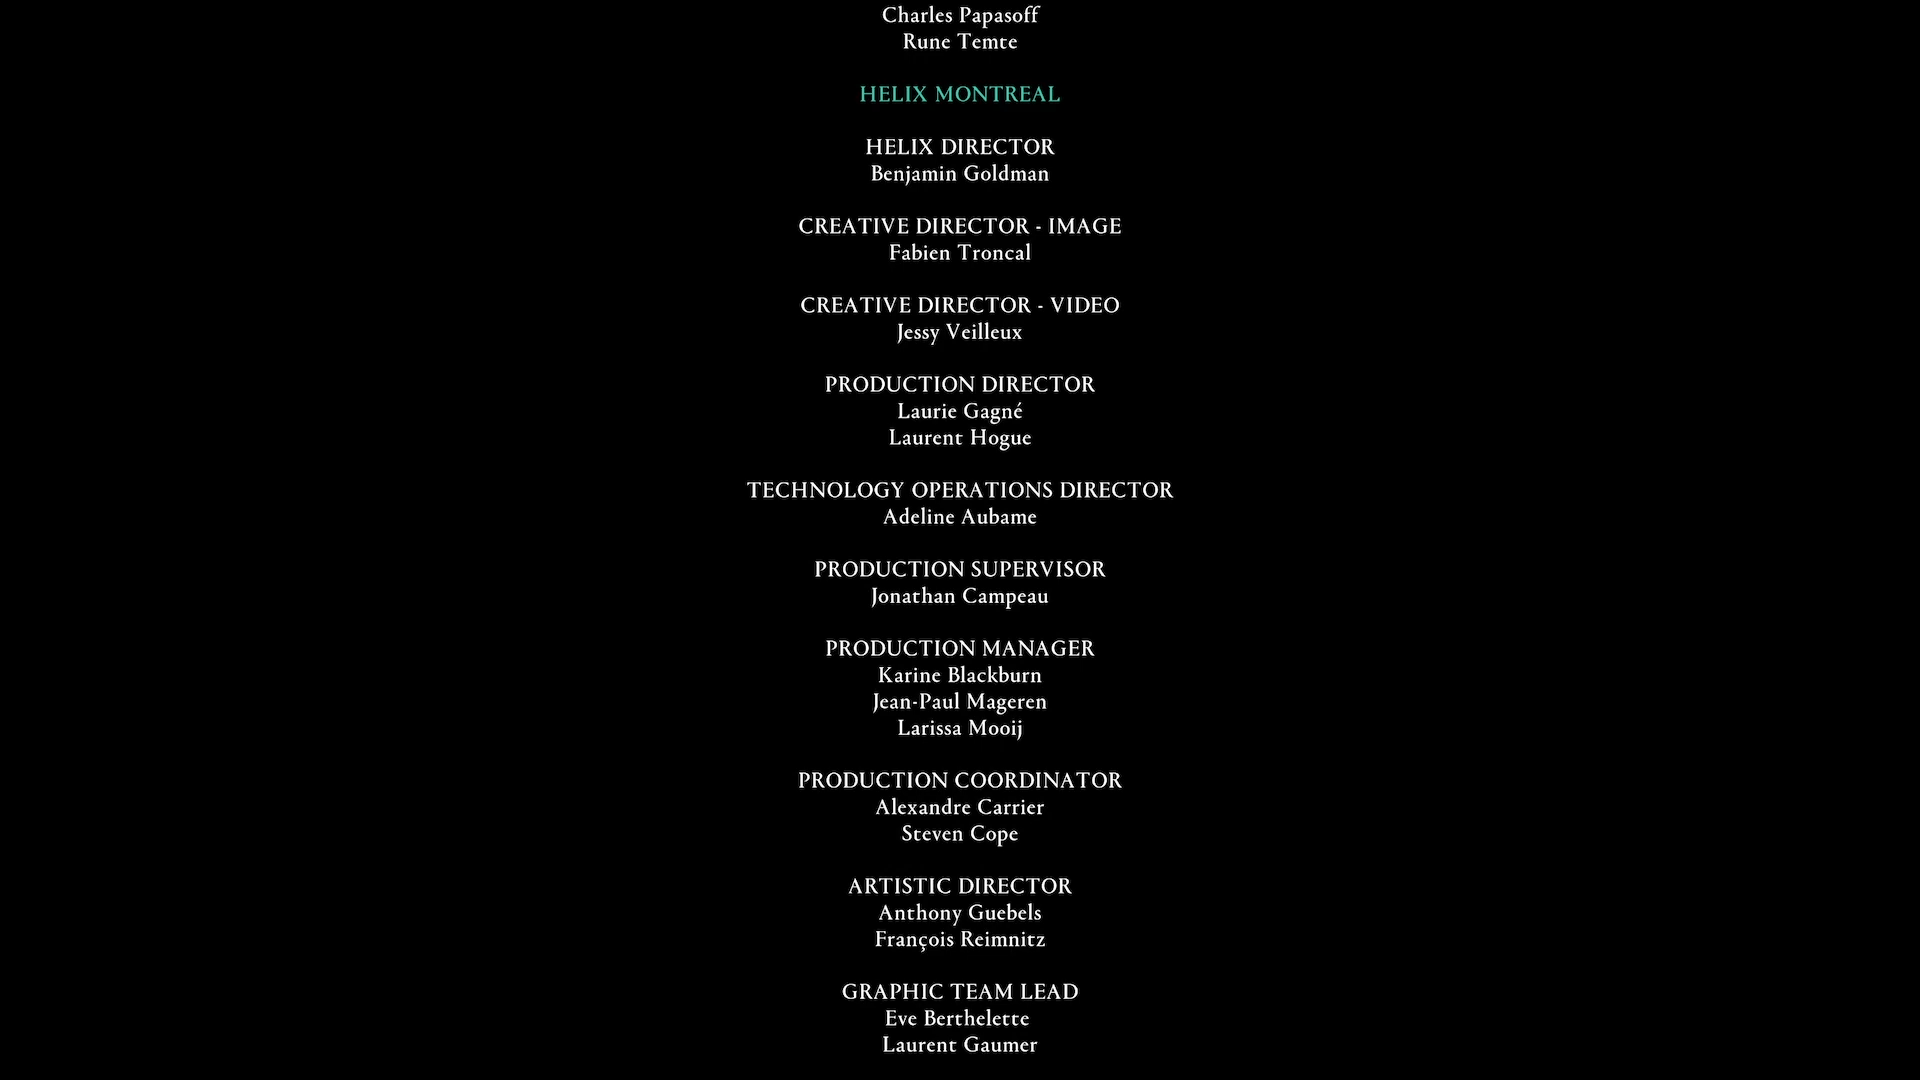 Charles Papasoff
Rune Temte
HELIX MONTREAL
HELIX DIRECTOR
Benjamin Goldman
CREATIVE DIRECTOR - IMAGE
Fabien Troncal
CREATIVE DIRECTOR - VIDEO
Jessy Veilleux
PRODUCTION DIRECTOR
Laurie Gagné
Laurent Hogue
TECHNOLOGY OPERATIONS DIRECTOR
Adeline Aubame
PRODUCTION SUPERVISOR
Jonathan Campeau
PRODUCTION MANAGER
Karine Blackburn
Jean-Paul Mageren
Larissa Mooij
PRODUCTION COORDINATOR
Alexandre Carrier
Steven Cope
ARTISTIC DIRECTOR
Anthony Guebels
François Reimnitz
GRAPHIC TEAM LEAD
Eve Berthelette
Laurent Gaumer